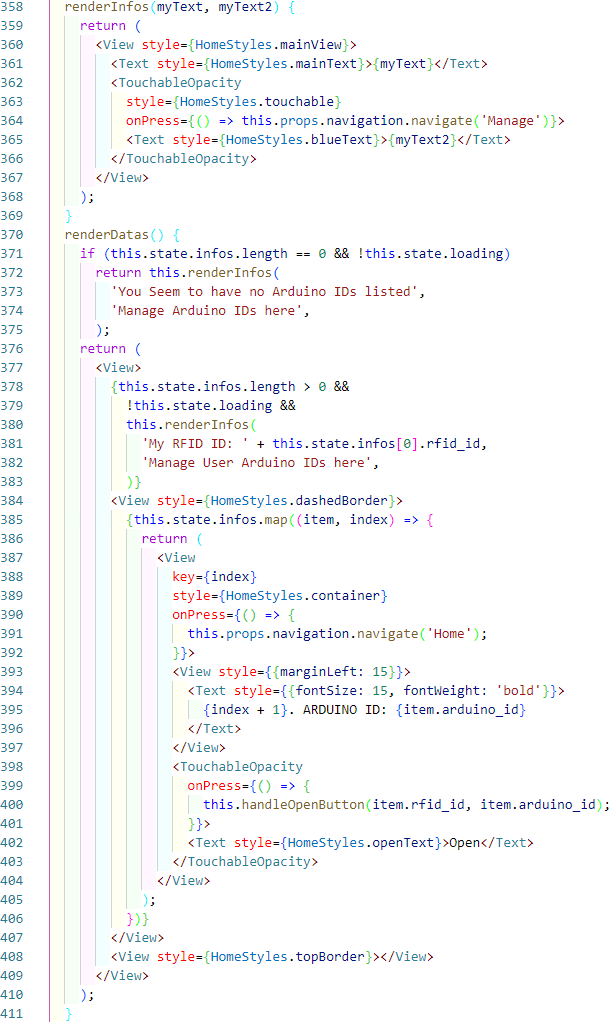 358 renderInfos(myText, myText2) {
359 return (
360 <View style={HomeStyles.mainView}>
361 <Text style={HomeStyles.mainText}>{myText}</Text>
362 <TouchableOpacity
363 style={HomeStyles.touchable}
364 onPress={() => this.props.navigation.navigate('Manage')}>
365 <Text style={HomeStyles.blueText}>{myText2}</Text>
366 </TouchableOpacity>
367 </View>
368 );
369 }
370 renderDatas() {
371 if (this.state.infos.length == 0 && !this.state.loading)
372 return this.renderInfos(
373 'You Seem to have no Arduino IDs listed',
374 'Manage Arduino IDs here',
375 );
376 return (
377 <View>
378 {this.state.infos.length > 0 &&
379 !this.state.loading &&
380 this.renderInfos(
381 'My RFID ID: ' + this.state.infos[0].rfid_id,
382 'Manage User Arduino IDs here',
383 )}
384 <View style={HomeStyles.dashedBorder}>
385 {this.state.infos.map((item, index) => {
386 return (
387 <View
388 key={index}
389 style={HomeStyles.container}
390 onPress={() => {
391 this.props.navigation.navigate('Home');
392 }}>
393 <View style={{marginLeft: 15}}>
394 <Text style={{fontSize: 15, fontWeight: 'bold'}}>
395 {index + 1}. ARDUINO ID: {item.arduino_id}
396 </Text>
397 </View>
398 <TouchableOpacity
399 onPress={() => {
400 this.handleOpenButton(item.rfid_id, item.arduino_id);
401 }}>
402 <Text style={HomeStyles.openText}>Open</Text>
403 </TouchableOpacity>
404 </View>
405 );
406 })}
407 </View>
408 <View style={HomeStyles.topBorder}></View>
409 </View>
410 );
411 }